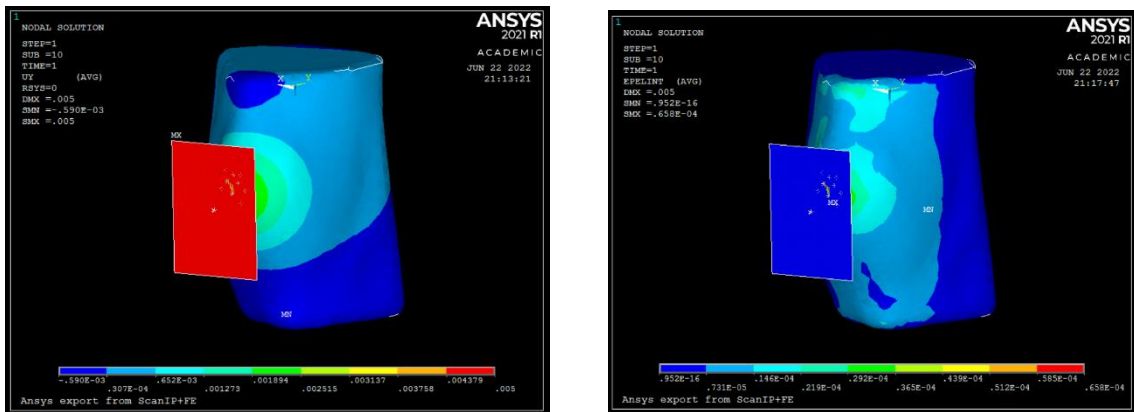 1
NODAL SOLUTION
STEP=1
SUB =10
TIME=1
UY (AVG)
RSYS=0
DMX =.005
SMN =-.590E-03
SMX =.005
ANSYS
2021 R1
ACADEMIC
JUN 22 2022
21:13:21
X
Y
MX
MN
-.590E-03 .652E-03 .001894 .003137 .004379
.307E-04 .001273 .002515 .003758 .005
Ansys export from ScanIP+FE
1
NODAL SOLUTION
STEP=1
SUB =10
TIME=1
EPELINT (AVG)
DMX =.005
SMN =.952E-16
SMX =.658E-04
ANSYS
2021 R1
ACADEMIC
JUN 22 2022
21:17:47
X
Y
MX
MN
.952E-16 .146E-04 .292E-04 .439E-04 .585E-04
.731E-05 .219E-04 .365E-04 .512E-04 .658E-04
Ansys export from ScanIP+FE